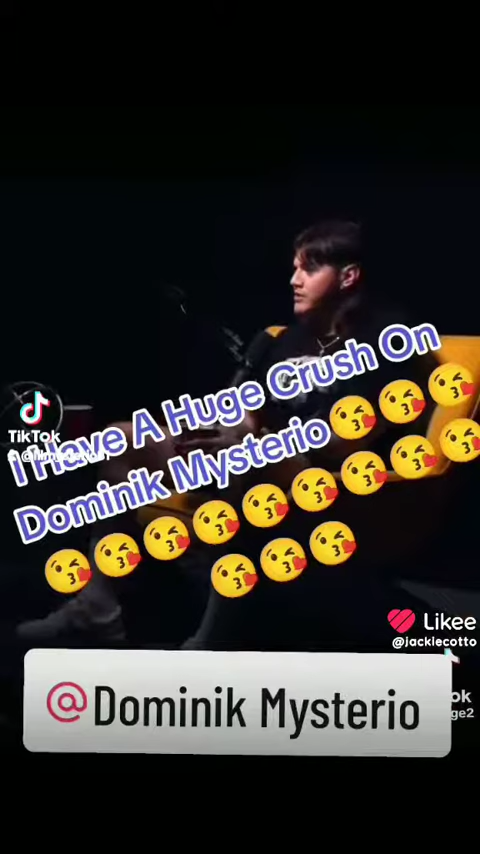 I Have A Huge Crush On
Dominik Mysterio😘😘😘
😘😘😘😘😘😘😘😘😘
😘😘😘
TikTok
Likee
@jacklecotto
@Dominik Mysterio